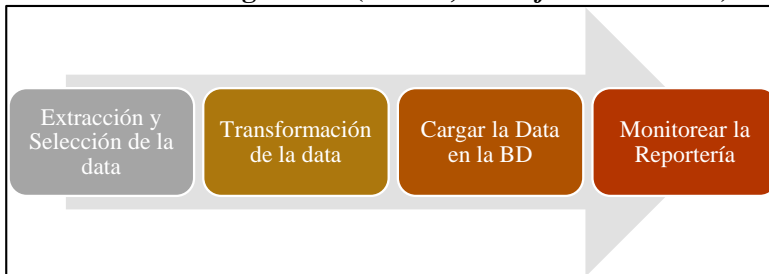 Extracción y
Selección de la
data
Transformación
de la data
Cargar la Data
en la BD
Monitorear la
Reportería